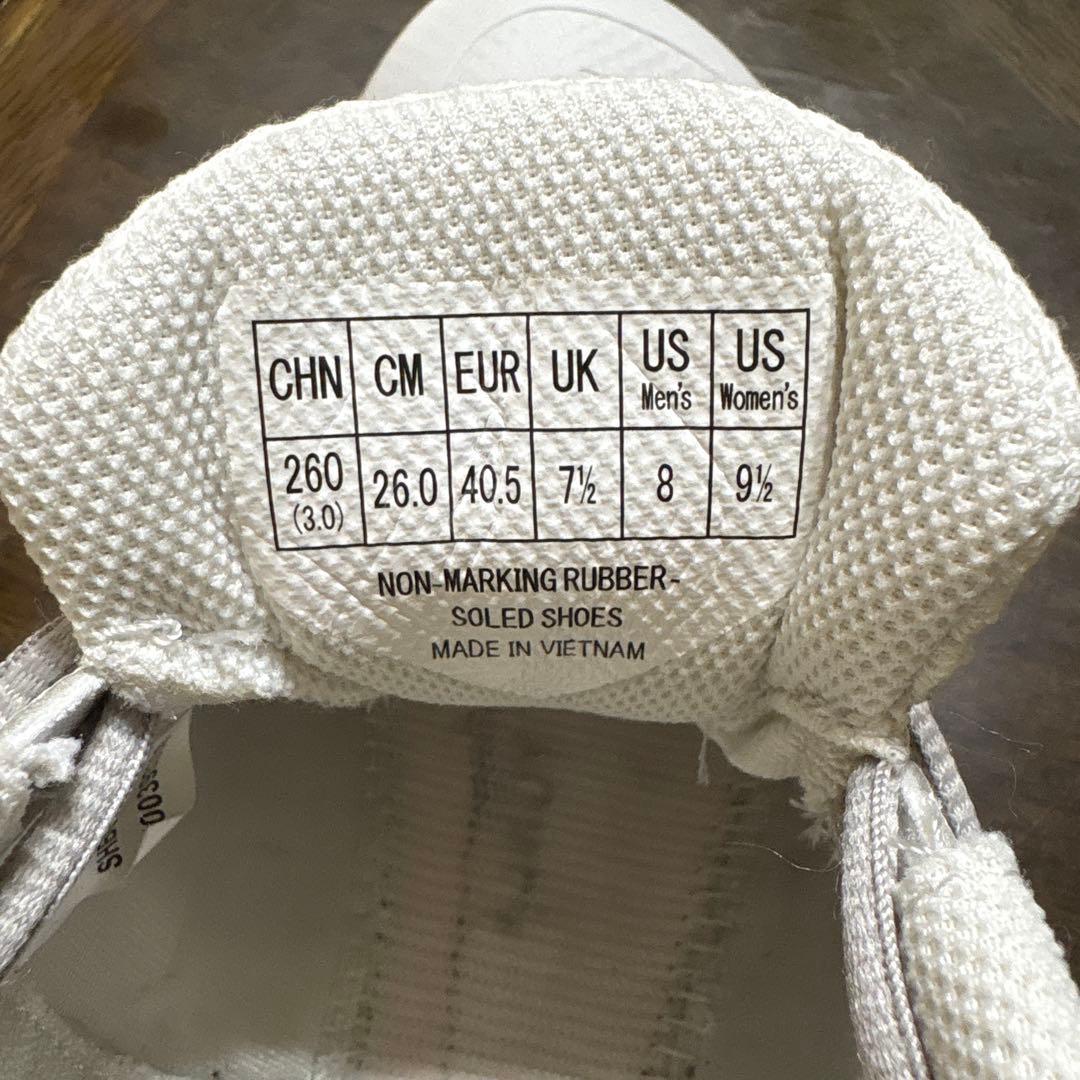 CHN CM EUR UK US Men's US Women's
260 (3.0) 26.0 40.5 7½ 8 9½
NON-MARKING RUBBER-
SOLED SHOES
MADE IN VIETNAM